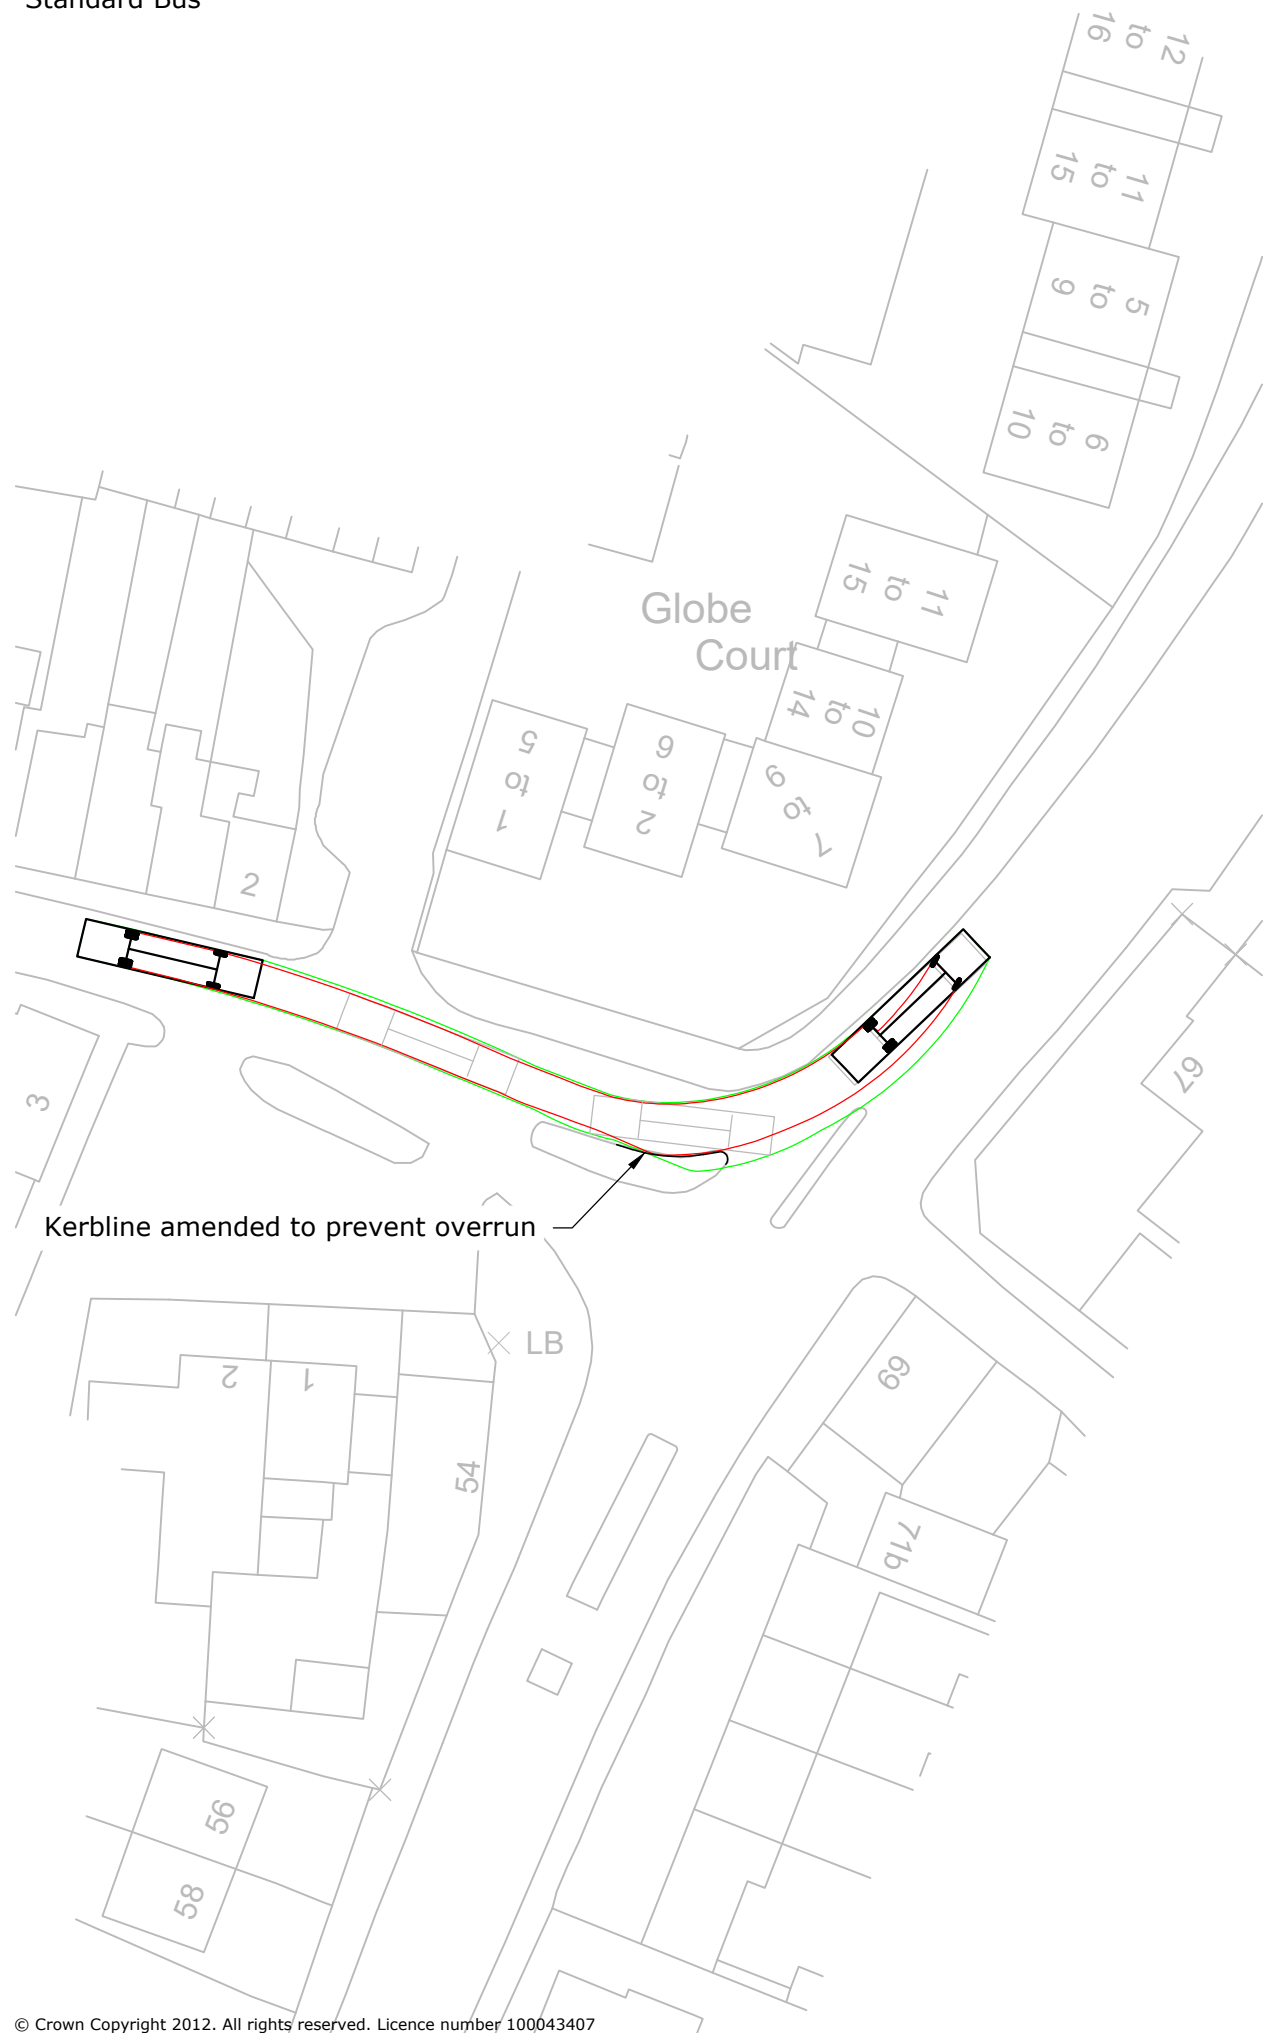 Standard Bus
12
to
16
11
to
15
5
to
9
6
to
10
11
to
15
Globe
Court
10
to
14
5
to
1
6
to
2
9
to
7
2
3
67
Kerbline amended to prevent overrun
LB
2
1
69
54
71b
56
58
© Crown Copyright 2012. All rights reserved. Licence number 100043407